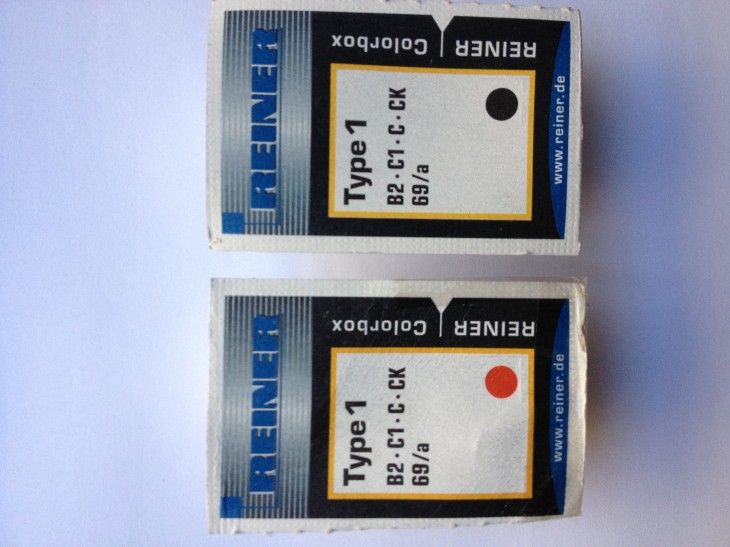 REINER
REINER
Colorbox
Type 1
B2 · C1 · C · CK
69/a
www.reiner.de
REINER
REINER
Colorbox
Type 1
B2 · C1 · C · CK
69/a
www.reiner.de